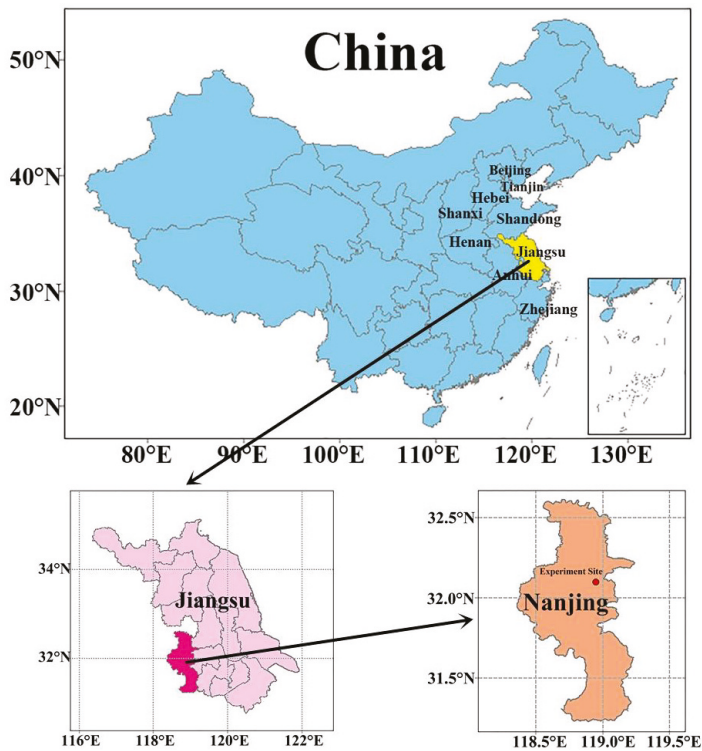 China
50°N
40°N
30°N
20°N
Beijing
Tianjin
Hebei
Shanxi
Shandong
Henan
Jiangsu
Anhui
Zhejiang
80°E 90°E 100°E 110°E 120°E 130°E
34°N
32°N
Jiangsu
116°E 118°E 120°E 122°E
32.5°N
32.0°N
31.5°N
Experiment Site
Nanjing
118.5°E 119.0°E 119.5°E